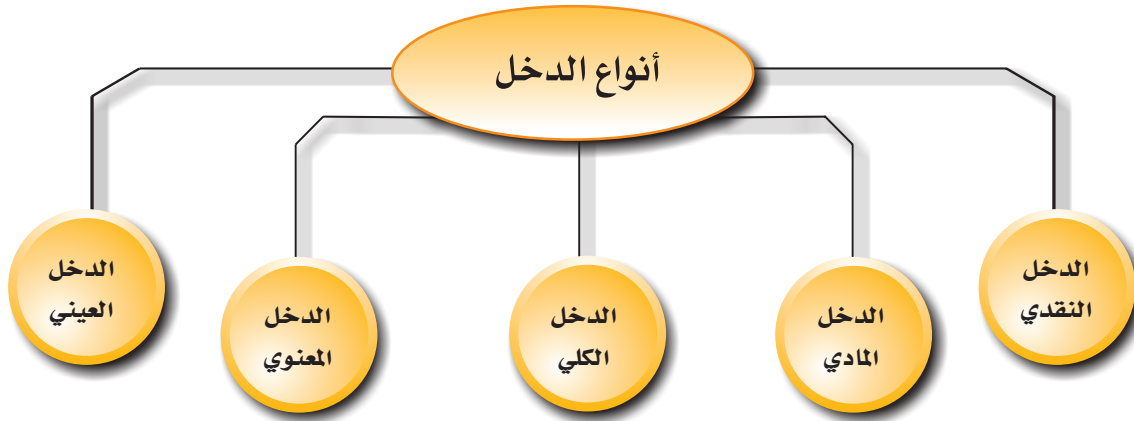 أنواع الدخل
الدخل
النقدي
الدخل
المادي
الدخل
الكلي
الدخل
المعنوي
الدخل
العيني